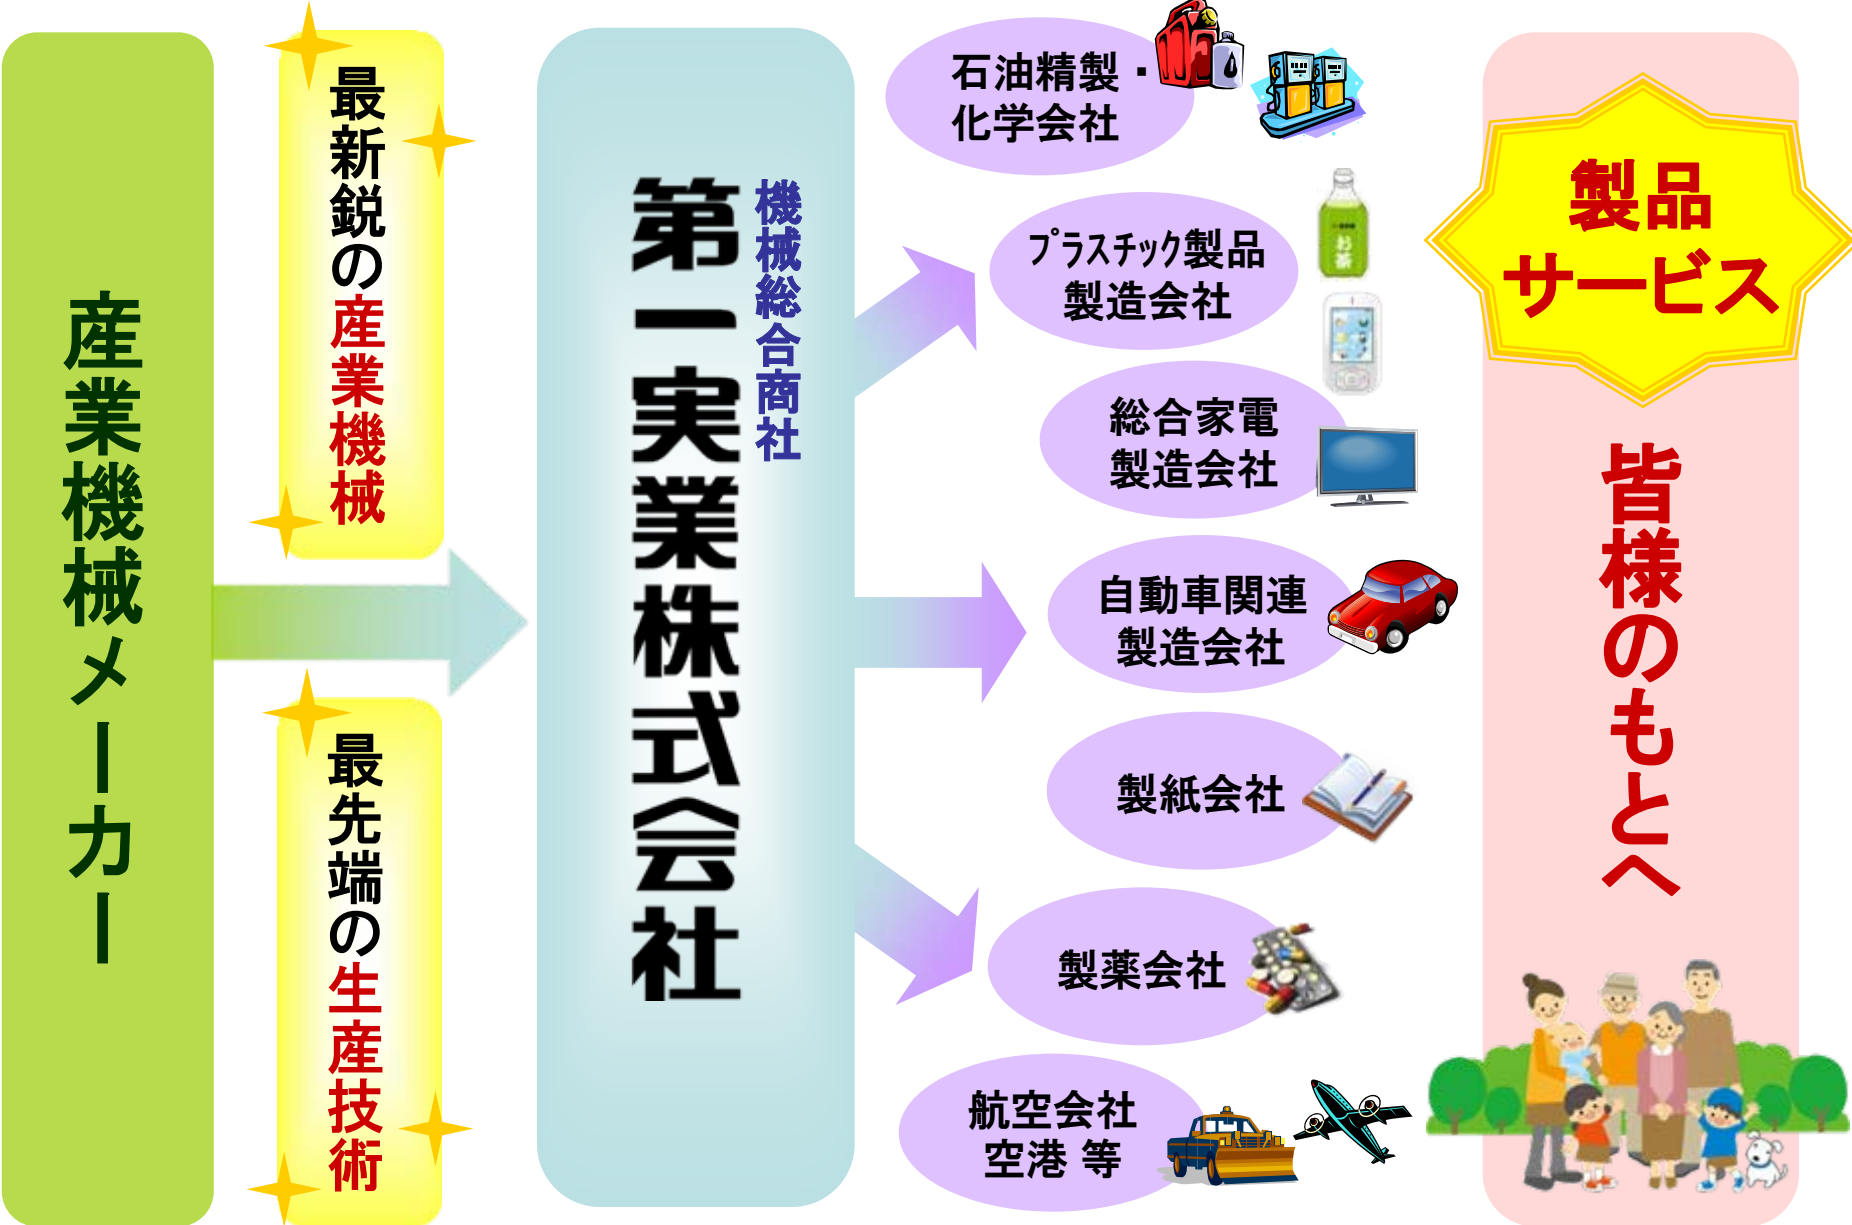 産業機械メーカー
最新鋭の産業機械
最先端の生産技術
機械総合商社
第一実業株式会社
石油精製・
化学会社
プラスチック製品
製造会社
お茶
総合家電
製造会社
自動車関連
製造会社
製紙会社
製薬会社
航空会社
空港 等
製品
サービス
皆様のもとへ